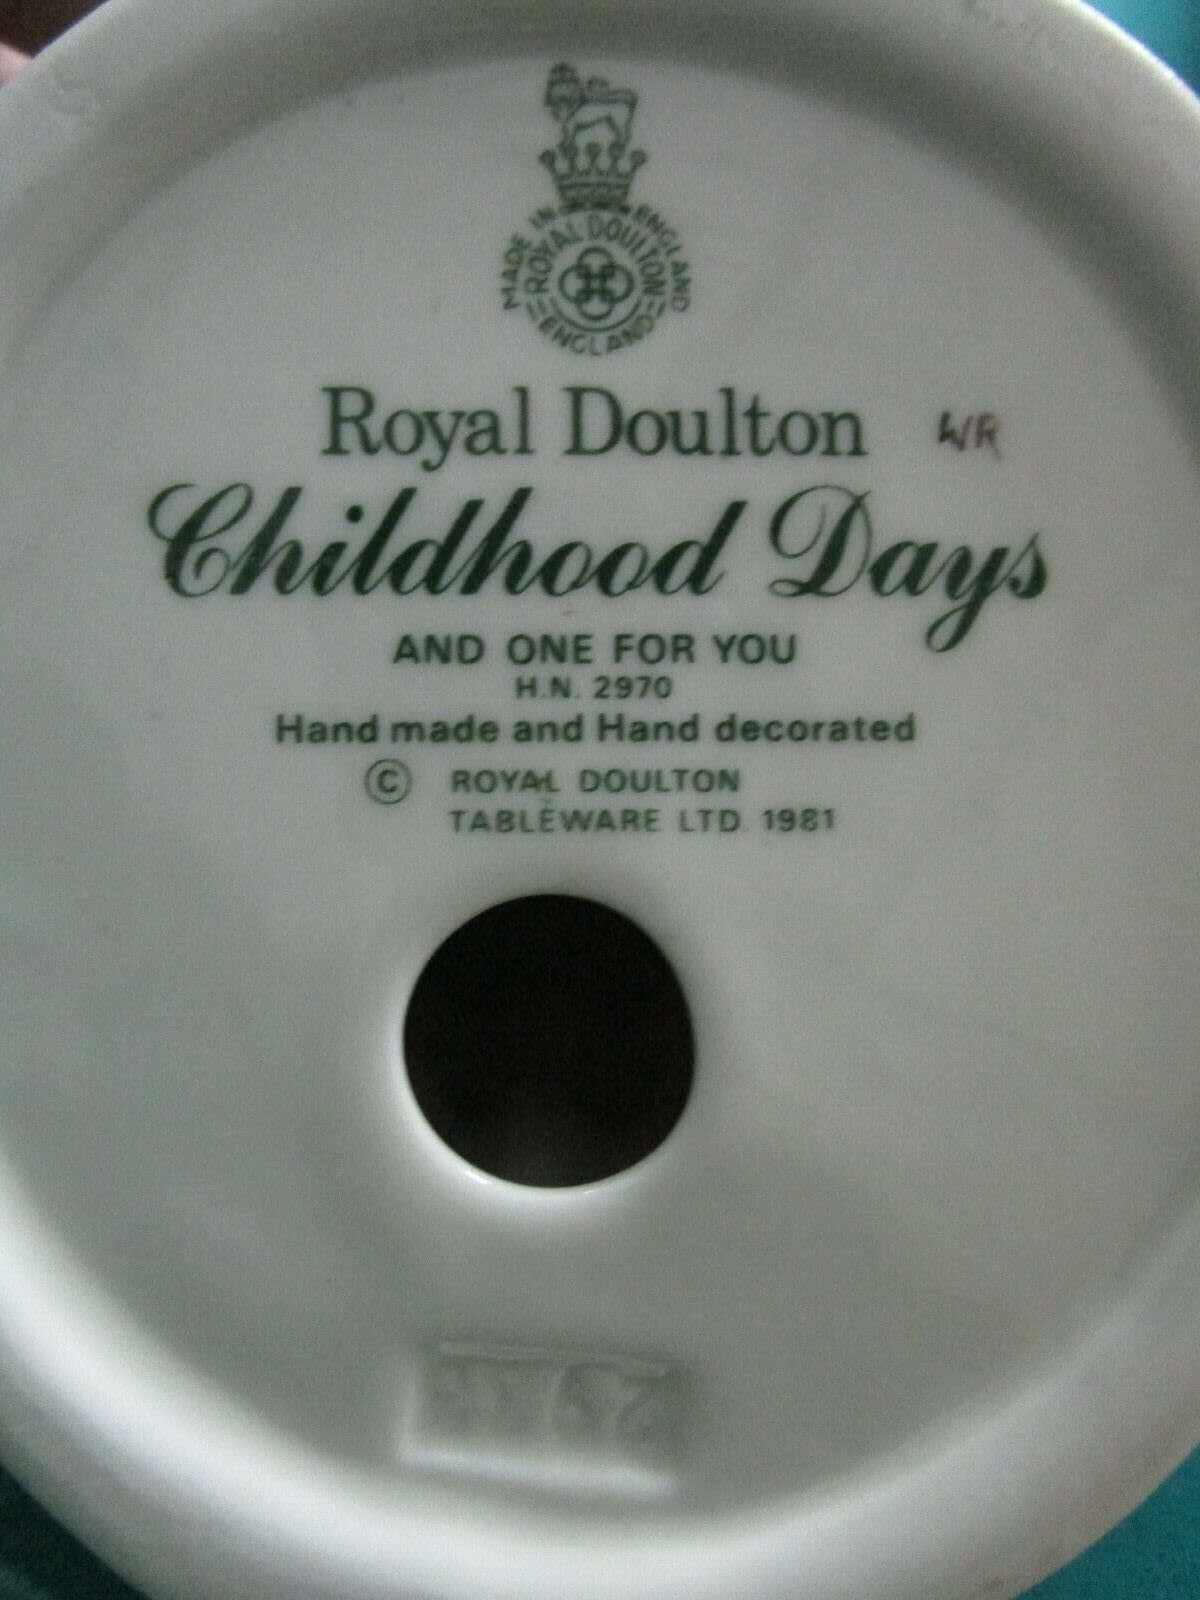 MADE IN ENGLAND
ROYAL DOULTON
ENGLAND
Royal Doulton WR
Childhood Days
AND ONE FOR YOU
H.N. 2970
Hand made and Hand decorated
© ROYAL DOULTON
TABLEWARE LTD. 1981